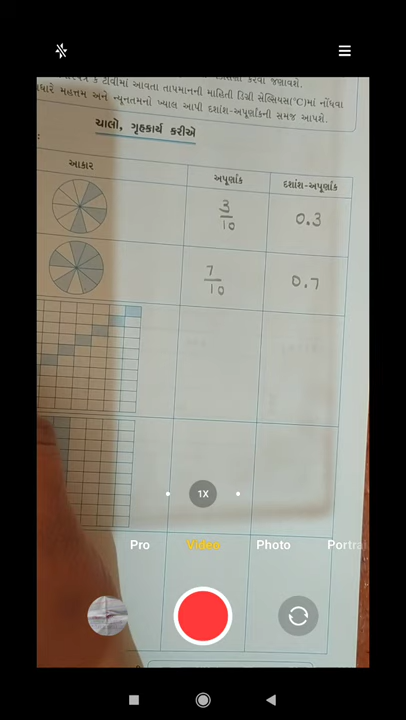 કે ટીવીમાં આવતા તાપમાનની માહિતી ડિગ્રી સેલ્સિયસ(°C)માં નોંધવા
મહત્તમ અને ન્યૂનતમનો ખ્યાલ આપી દશાંશ-અપૂર્ણાંકની સમજ આપશે.
ચાલો, ગૃહકાર્ય કરીએ
આકાર અપૂર્ણાંક દશાંશ-અપૂર્ણાંક
3/10 0.3
7/10 0.7
1X
Pro Video Photo Portrai